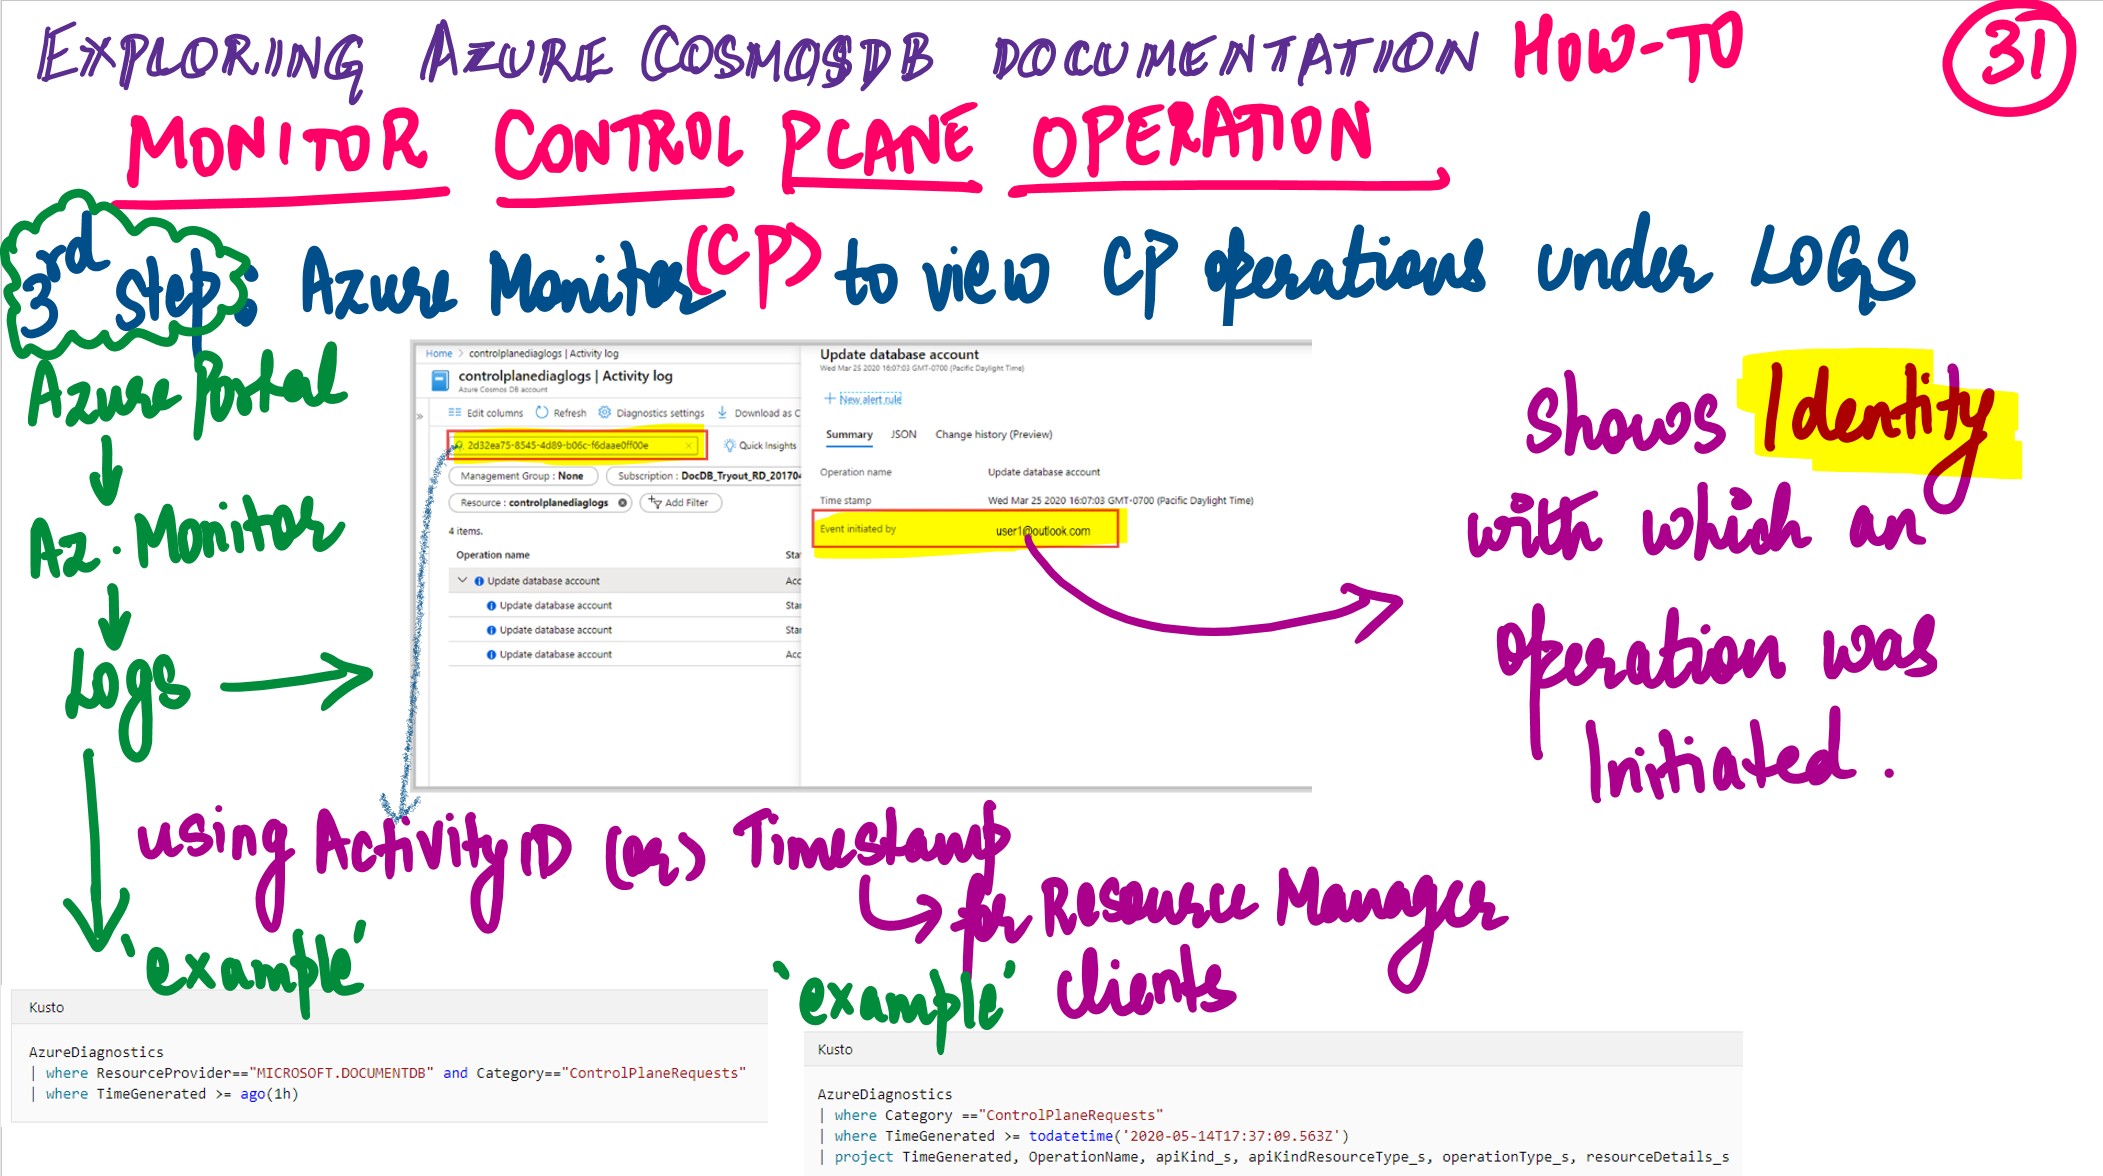 EXPLORING AZURE COSMOSDB DOCUMENTATION HOW-TO
31
MONITOR CONTROL PLANE OPERATION
3rd Step: Azure Monitor (CP) to view CP operations under LOGS
Azure Portal
Az. Monitor
Logs
Home > controlplanediaglogs | Activity log
controlplanediaglogs | Activity log
Azure Cosmos DB account
Edit columns Refresh Diagnostics settings Download as C
2d32ea75-8545-4d89-b06c-f6daae0ff00e
Quick Insights
Management Group : None Subscription : DocDB_Tryout_RD_201704
Resource : controlplanediaglogs Add Filter
4 items.
Operation name Sta
Update database account Acc
Update database account Sta
Update database account Sta
Update database account Acc
Update database account
Wed Mar 25 2020 16:07:03 GMT-0700 (Pacific Daylight Time)
New alert rule
Summary JSON Change history (Preview)
Operation name Update database account
Time stamp Wed Mar 25 2020 16:07:03 GMT-0700 (Pacific Daylight Time)
Event initiated by user1@outlook.com
Shows Identity
with which an
operation was
Initiated.
using ActivityID (or) Timestamp
for Resource Manager
clients
'example'
Kusto
AzureDiagnostics
| where ResourceProvider=="MICROSOFT.DOCUMENTDB" and Category=="ControlPlaneRequests"
| where TimeGenerated >= ago(1h)
'example'
Kusto
AzureDiagnostics
| where Category =="ControlPlaneRequests"
| where TimeGenerated >= todatetime('2020-05-14T17:37:09.563Z')
| project TimeGenerated, OperationName, apiKind_s, apiKindResourceType_s, operationType_s, resourceDetails_s